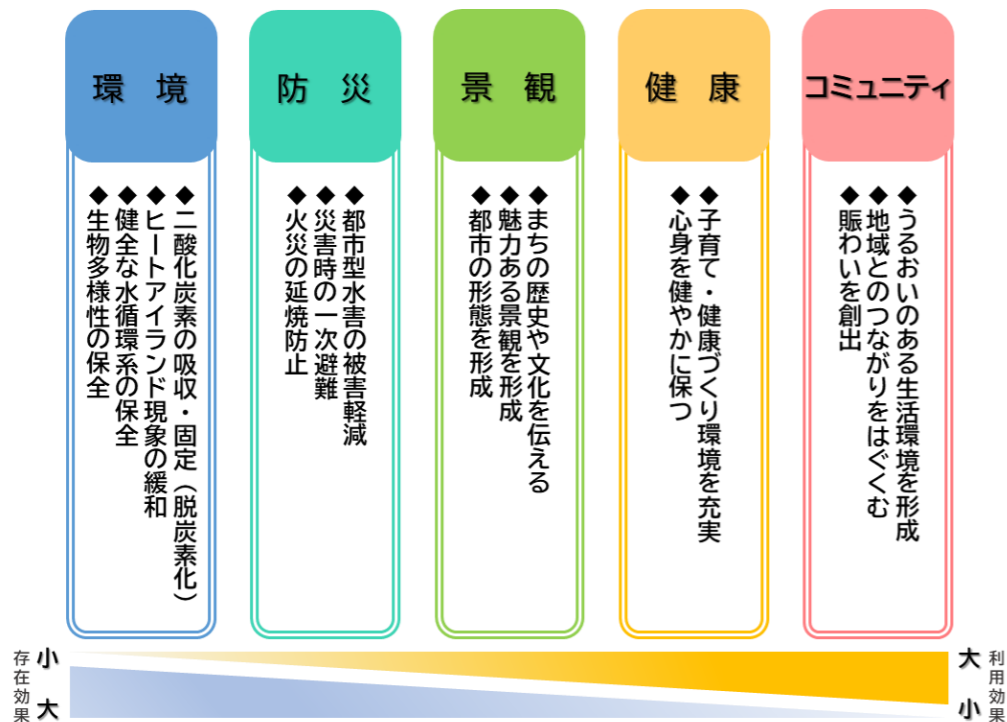 環　境
◆二酸化炭素の吸収・固定（脱炭素化）
◆ヒートアイランド現象の緩和
◆健全な水循環系の保全
◆生物多様性の保全
防　災
◆都市型水害の被害軽減
◆災害時の一次避難
◆火災の延焼防止
景　観
◆まちの歴史や文化を伝える
◆魅力ある景観を形成
◆都市の形態を形成
健　康
◆子育て・健康づくり環境を充実
◆心身を健やかに保つ
コミュニティ
◆うるおいのある生活環境を形成
◆地域とのつながりをはぐくむ
◆賑わいを創出
存在効果
小
大
大
小
利用効果